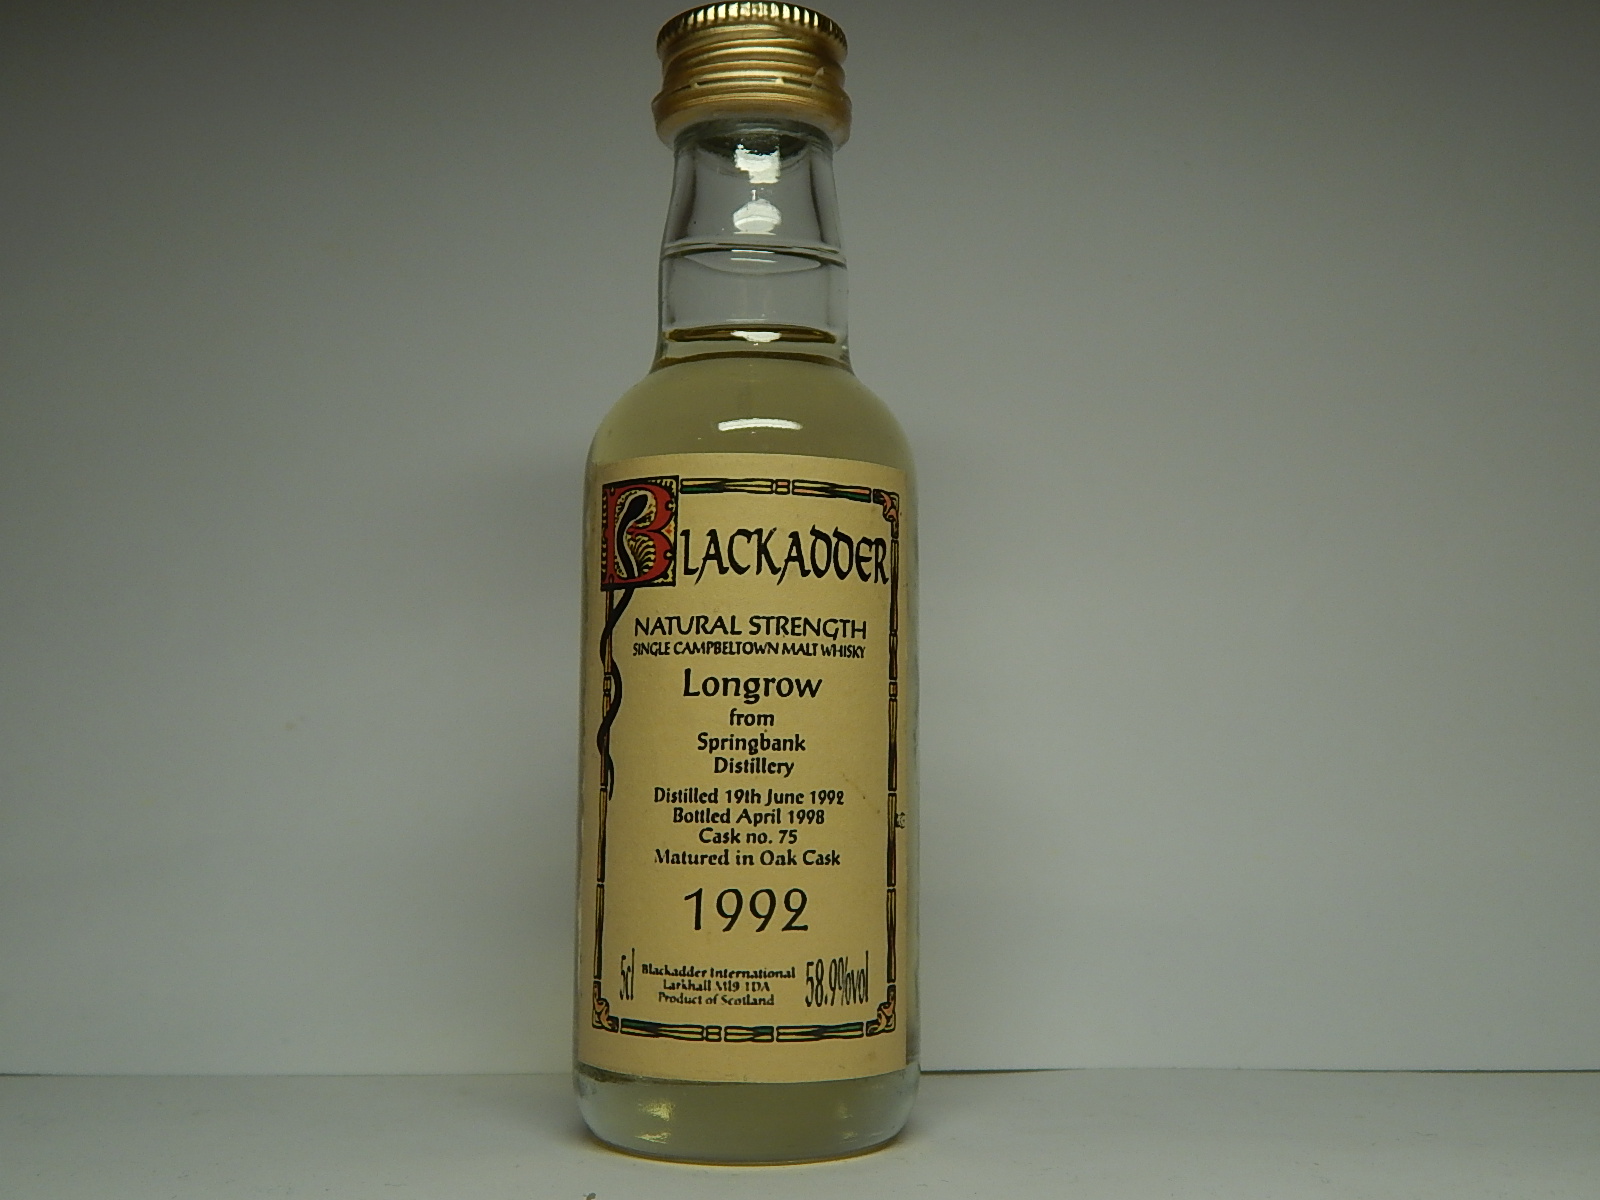 BLACKADDER
NATURAL STRENGTH
SINGLE CAMPBELTOWN MALT WHISKY
Longrow
from
Springbank
Distillery
Distilled 19th June 1992
Bottled April 1998
Cask no. 75
Matured in Oak Cask
1992
5cl
Blackadder International
Larkhall Ml9 1DA
Product of Scotland
58.9%vol